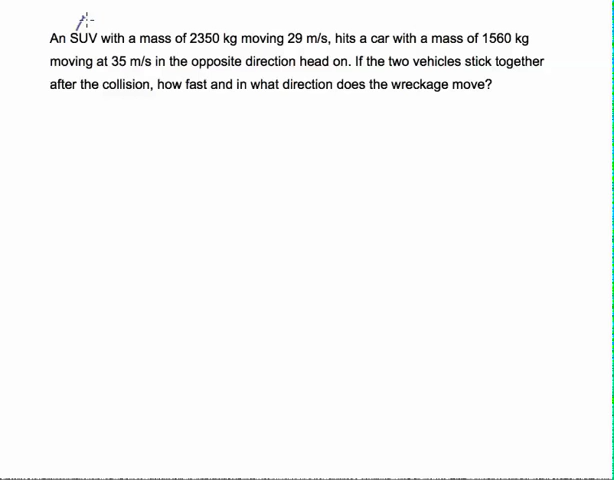 An SUV with a mass of 2350 kg moving 29 m/s, hits a car with a mass of 1560 kg
moving at 35 m/s in the opposite direction head on. If the two vehicles stick together
after the collision, how fast and in what direction does the wreckage move?